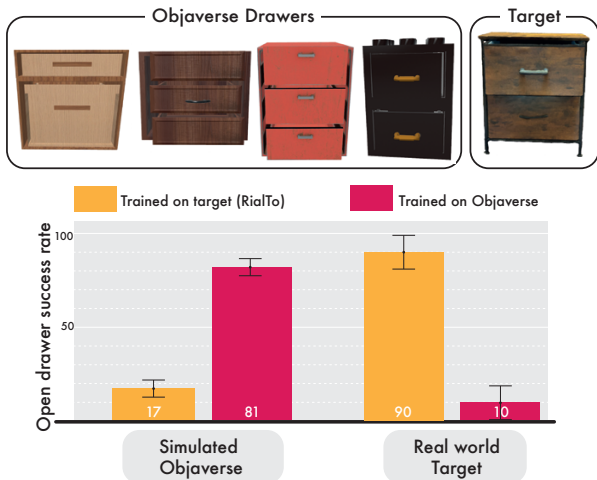 Objaverse Drawers
Target
Trained on target (RialTo)
Trained on Objaverse
Open drawer success rate
100
50
17
81
90
10
Simulated
Objaverse
Real world
Target